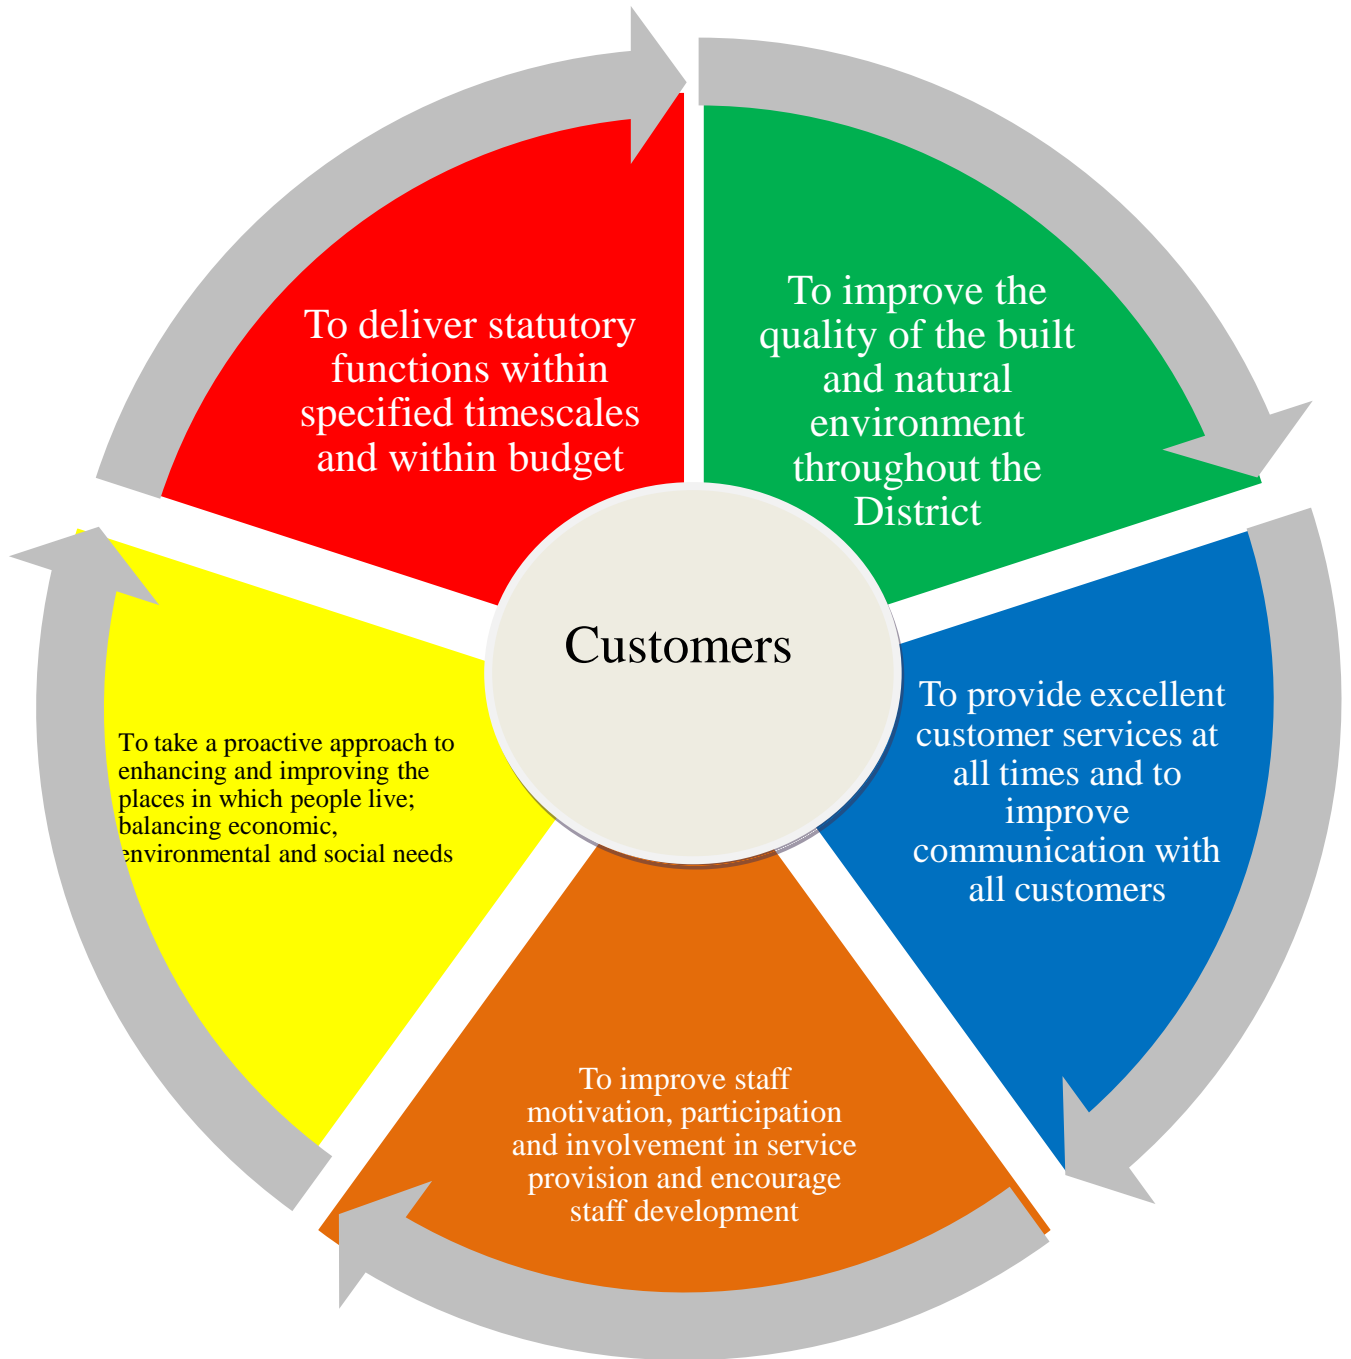 To deliver statutory
functions within
specified timescales
and within budget
To improve the
quality of the built
and natural
environment
throughout the
District
Customers
To provide excellent
customer services at
all times and to
improve
communication with
all customers
To take a proactive approach to
enhancing and improving the
places in which people live;
balancing economic,
environmental and social needs
To improve staff
motivation, participation
and involvement in service
provision and encourage
staff development